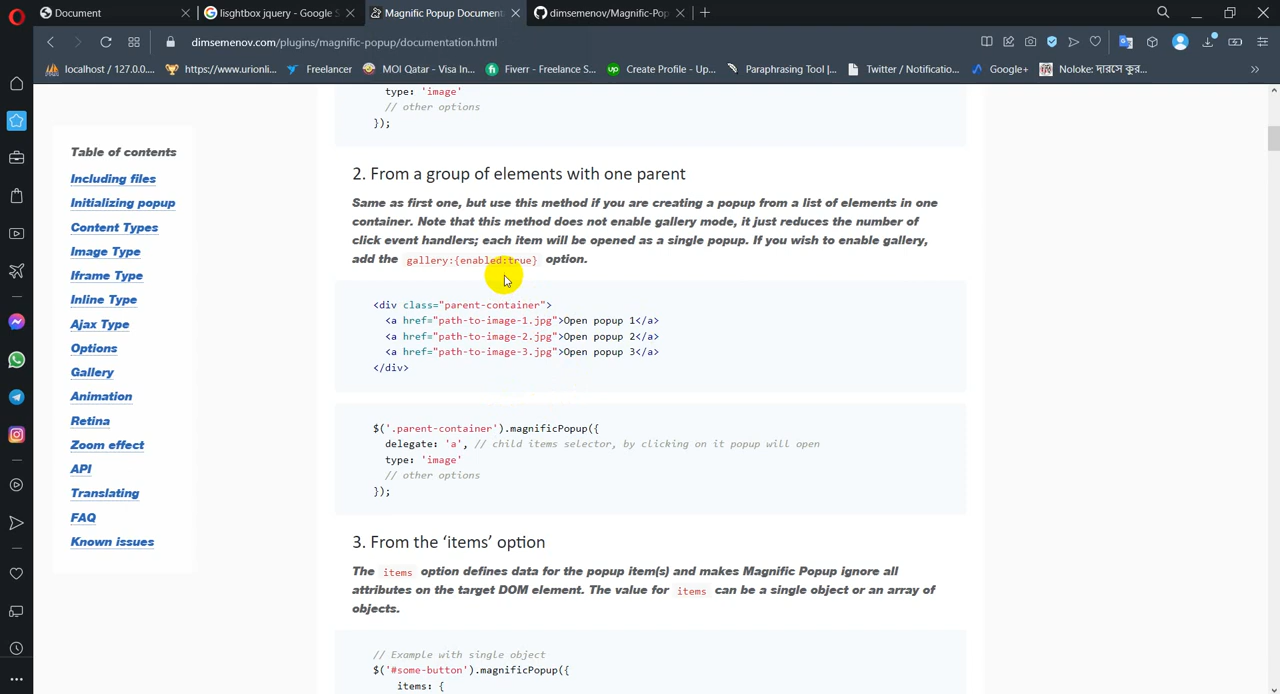 Document
lisghtbox jquery - Google S
Magnific Popup Document
dimsemenov/Magnific-Pop
dimsemenov.com/plugins/magnific-popup/documentation.html
localhost / 127.0.0....
https://www.urionli...
Freelancer
MOI Qatar - Visa In...
Fiverr - Freelance S...
Create Profile - Up...
Paraphrasing Tool |...
Twitter / Notificatio...
Google+
Noloke: দারসে কুর...
type: 'image'
// other options
});
Table of contents
Including files
Initializing popup
Content Types
Image Type
Iframe Type
Inline Type
Ajax Type
Options
Gallery
Animation
Retina
Zoom effect
API
Translating
FAQ
Known issues
2. From a group of elements with one parent
Same as first one, but use this method if you are creating a popup from a list of elements in one
container. Note that this method does not enable gallery mode, it just reduces the number of
click event handlers; each item will be opened as a single popup. If you wish to enable gallery,
add the gallery:{enabled:true} option.
<div class="parent-container">
<a href="path-to-image-1.jpg">Open popup 1</a>
<a href="path-to-image-2.jpg">Open popup 2</a>
<a href="path-to-image-3.jpg">Open popup 3</a>
</div>
$('.parent-container').magnificPopup({
delegate: 'a', // child items selector, by clicking on it popup will open
type: 'image'
// other options
});
3. From the ‘items’ option
The items option defines data for the popup item(s) and makes Magnific Popup ignore all
attributes on the target DOM element. The value for items can be a single object or an array of
objects.
// Example with single object
$('#some-button').magnificPopup({
items: {